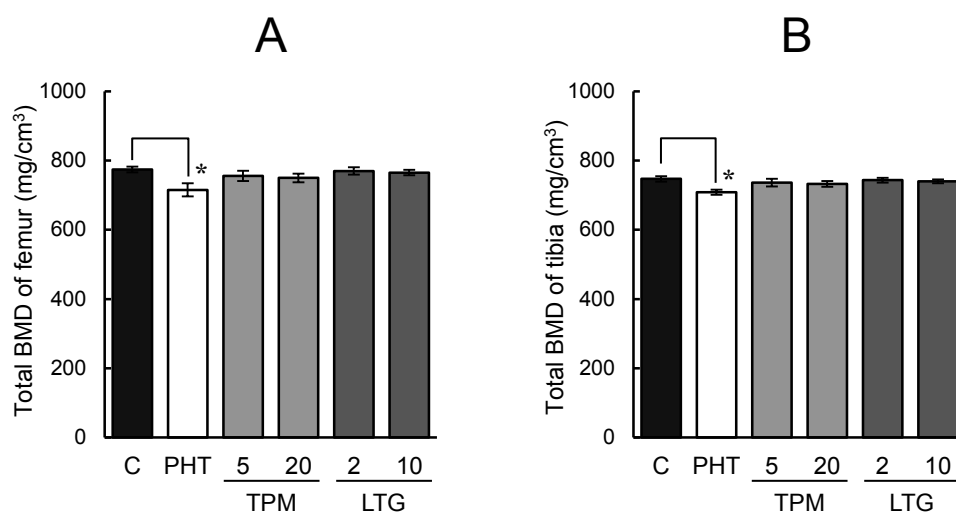 A
Total BMD of femur (mg/cm³)
1000
800
600
400
200
0
*
C PHT 5 20 2 10
TPM LTG
B
Total BMD of tibia (mg/cm³)
1000
800
600
400
200
0
*
C PHT 5 20 2 10
TPM LTG